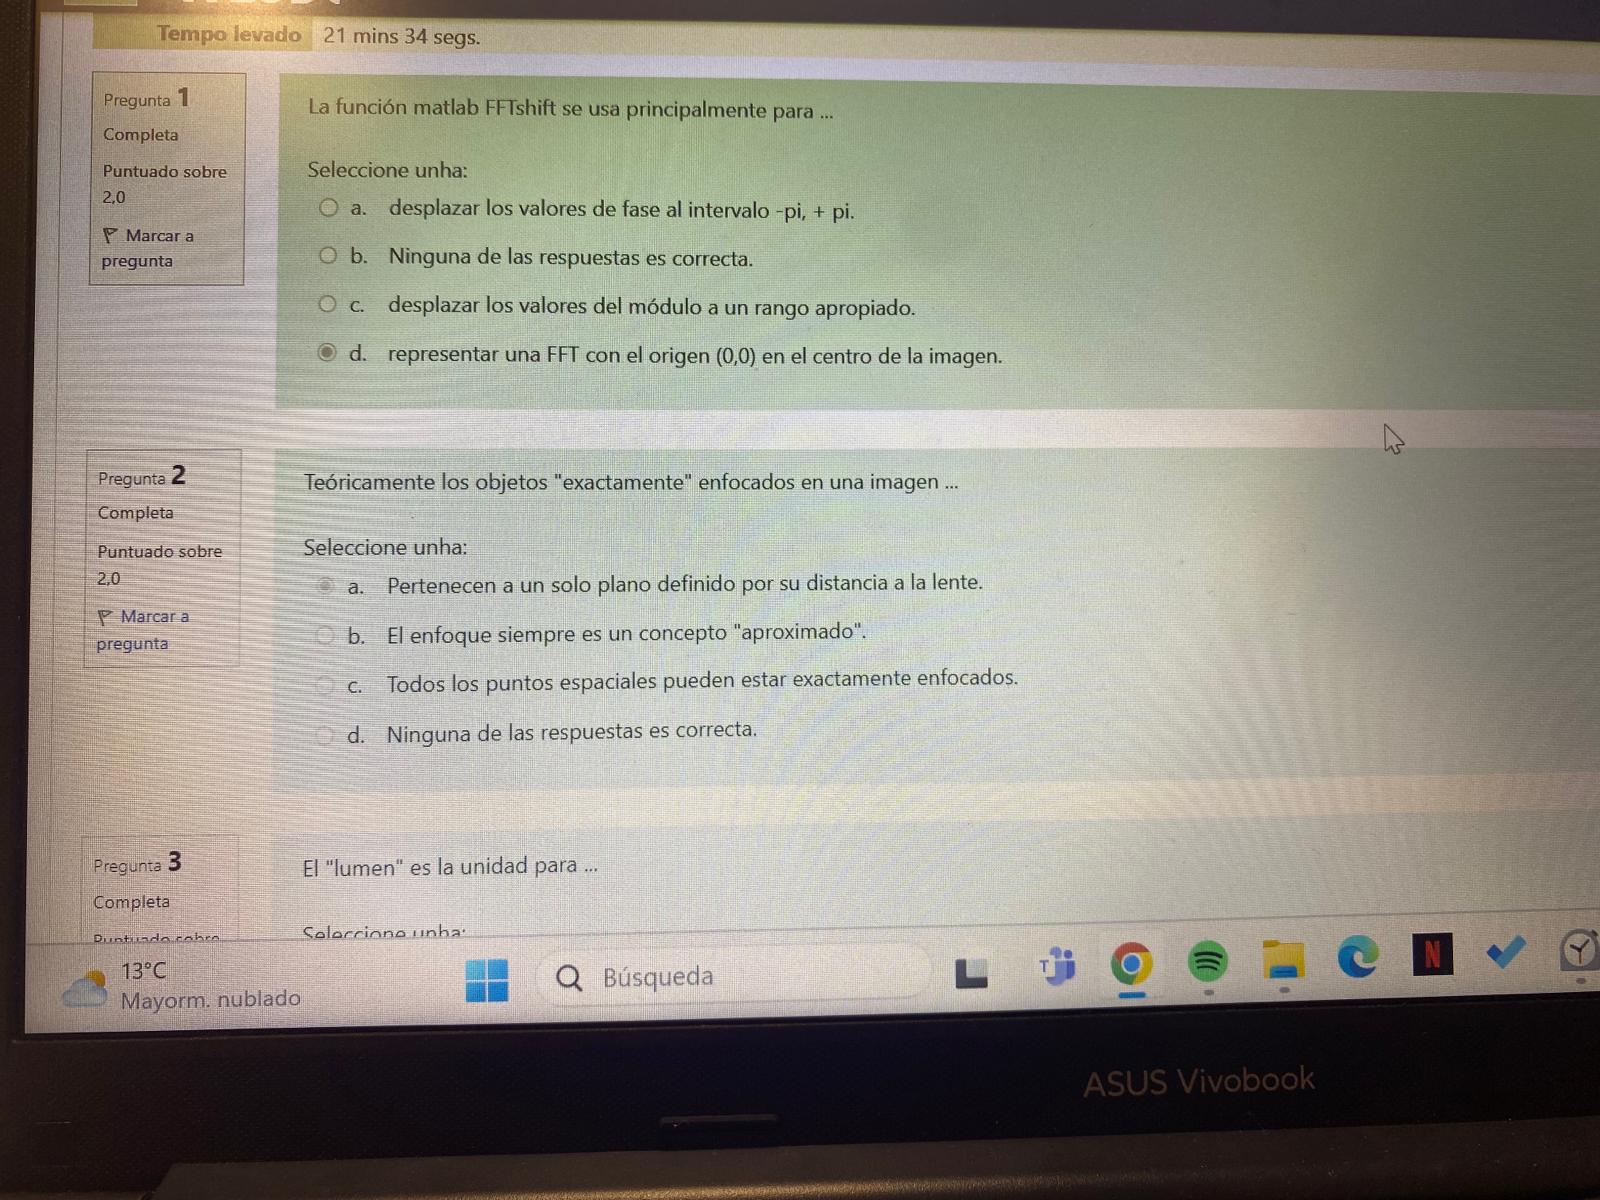 Tempo levado 21 mins 34 segs.
Pregunta 1
Completa
Puntuado sobre
2,0
Marcar a
pregunta
La función matlab FFTshift se usa principalmente para ...
Seleccione unha:
a. desplazar los valores de fase al intervalo -pi, + pi.
b. Ninguna de las respuestas es correcta.
c. desplazar los valores del módulo a un rango apropiado.
d. representar una FFT con el origen (0,0) en el centro de la imagen.
Pregunta 2
Completa
Puntuado sobre
2,0
Marcar a
pregunta
Teóricamente los objetos "exactamente" enfocados en una imagen ...
Seleccione unha:
a. Pertenecen a un solo plano definido por su distancia a la lente.
b. El enfoque siempre es un concepto "aproximado".
c. Todos los puntos espaciales pueden estar exactamente enfocados.
d. Ninguna de las respuestas es correcta.
Pregunta 3
Completa
Puntuado sobre
El "lumen" es la unidad para ...
Seleccione unha:
13°C
Mayorm. nublado
Búsqueda
T
N
ASUS Vivobook